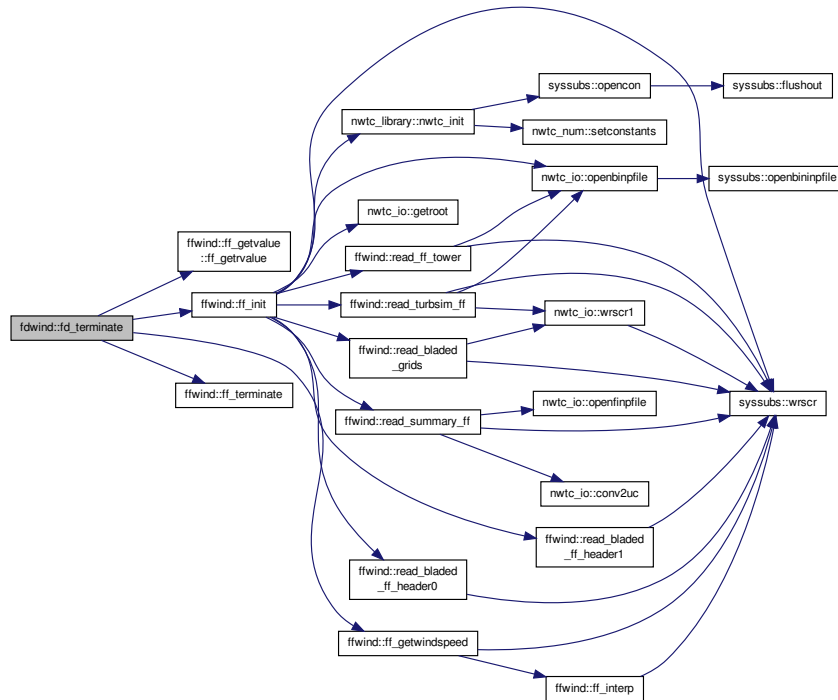 syssubs::opencon
syssubs::flushout
nwtc_library::nwtc_init
nwtc_num::setconstants
nwtc_io::openbinpfile
syssubs::openbininpfile
nwtc_io::getroot
ffwind::ff_getvalue
::ff_getrvalue
ffwind::read_ff_tower
ffwind::ff_init
ffwind::read_turbsim_ff
nwtc_io::wrscr1
fdwind::fd_terminate
ffwind::read_bladed
_grids
ffwind::ff_terminate
nwtc_io::openfinpfile
syssubs::wrscr
ffwind::read_summary_ff
nwtc_io::conv2uc
ffwind::read_bladed
_ff_header1
ffwind::read_bladed
_ff_header0
ffwind::ff_getwindspeed
ffwind::ff_interp